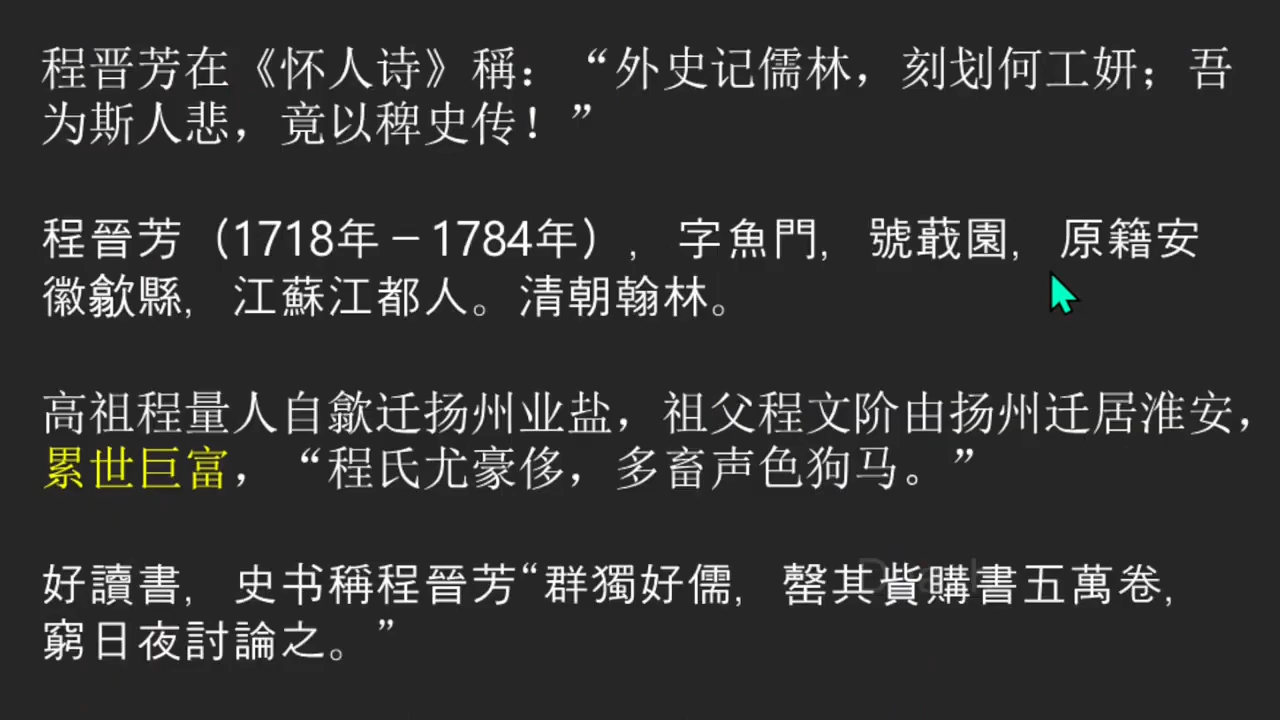 程晋芳在《怀人诗》稱：“外史记儒林，刻划何工妍；吾
为斯人悲，竟以稗史传！”
程晉芳（1718年－1784年），字魚門，號蕺園，原籍安
徽歙縣，江蘇江都人。清朝翰林。
高祖程量人自歙迁扬州业盐，祖父程文阶由扬州迁居淮安，
累世巨富，“程氏尤豪侈，多畜声色狗马。”
好讀書，史书稱程晉芳“群獨好儒，罄其貲購書五萬卷，
窮日夜討論之。”